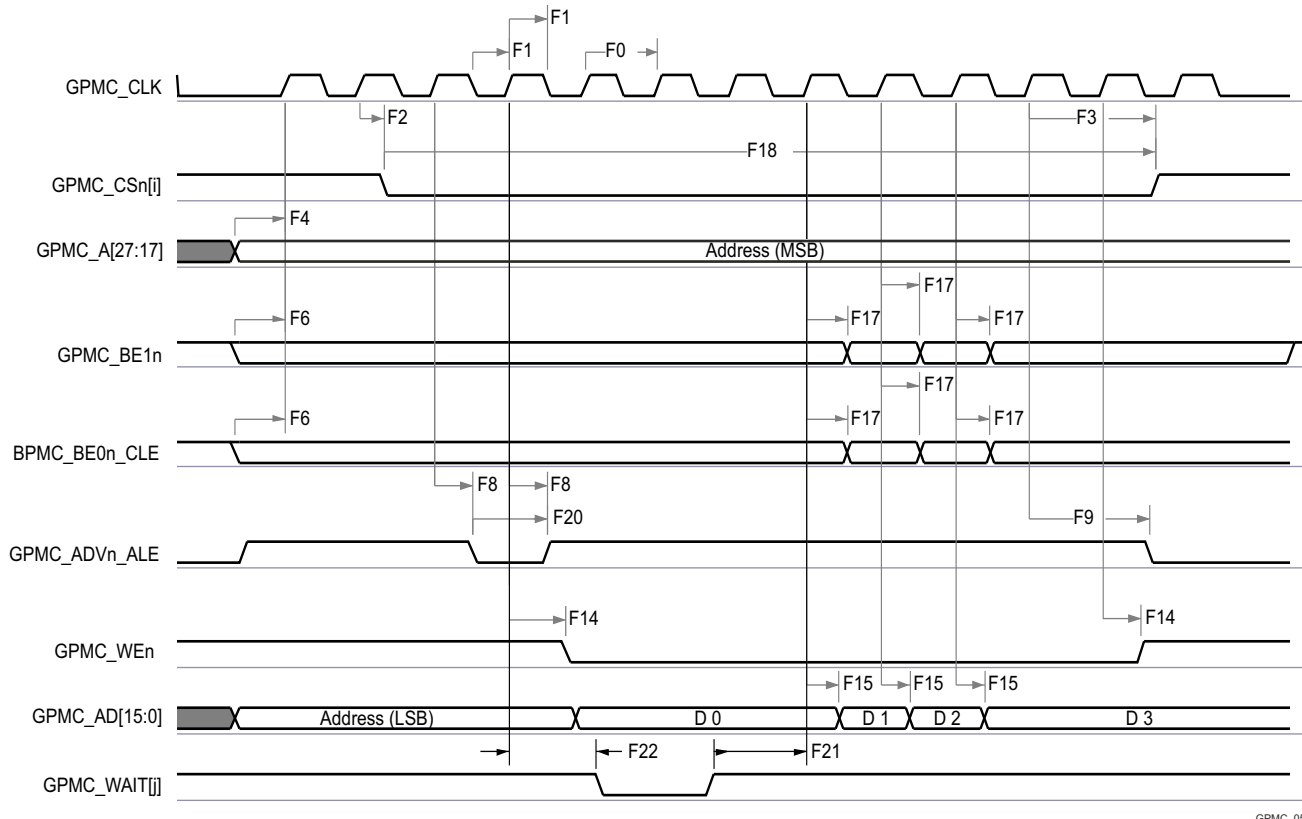 F1
F1
F0
GPMC_CLK
F2
F3
F18
GPMC_CSn[i]
F4
GPMC_A[27:17]
Address (MSB)
F17
F6
F17
F17
GPMC_BE1n
F17
F6
F17
F17
BPMC_BE0n_CLE
F8
F8
F20
F9
GPMC_ADVn_ALE
F14
F14
GPMC_WEn
F15
F15
F15
GPMC_AD[15:0]
Address (LSB)
D 0
D 1
D 2
D 3
F22
F21
GPMC_WAIT[j]